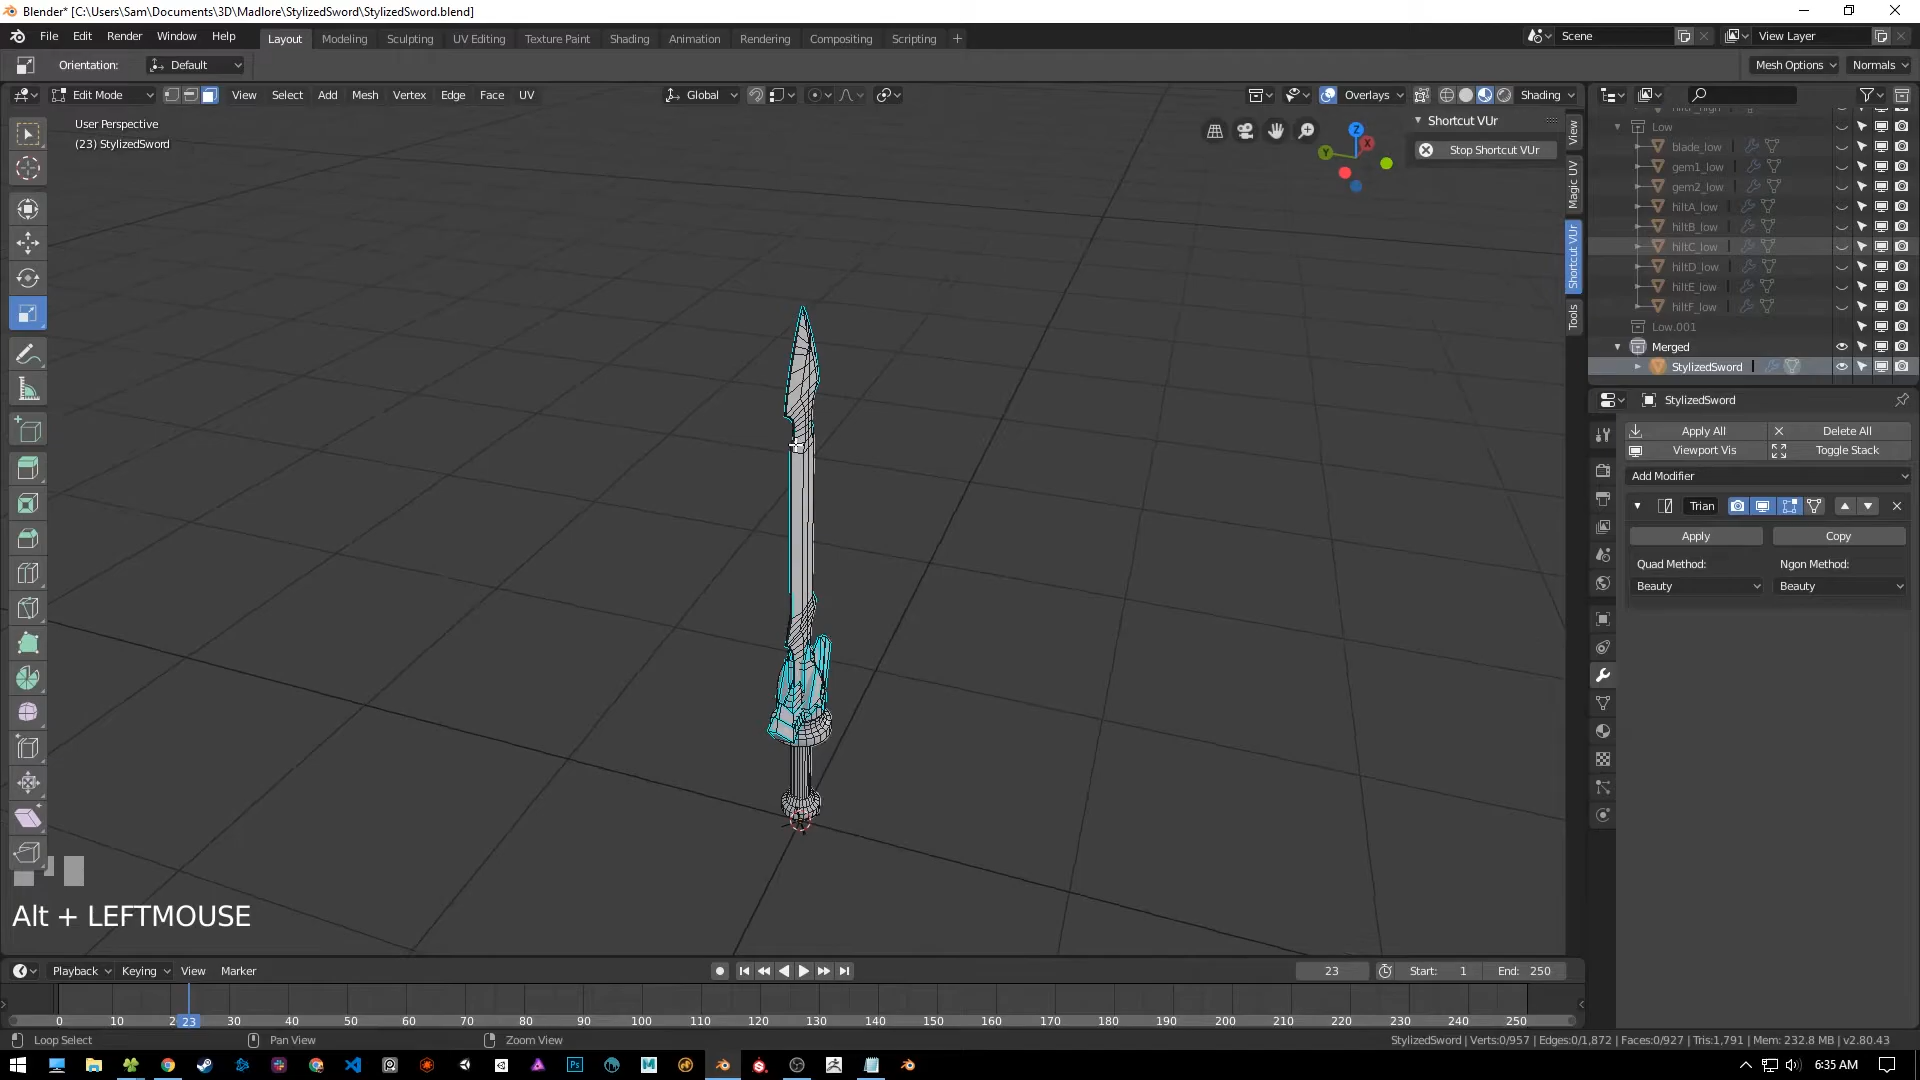 Blender* [C:\Users\Sam\Documents\3D\Madlore\StylizedSword\StylizedSword.blend]
File Edit Render Window Help Layout Modeling Sculpting UV Editing Texture Paint Shading Animation Rendering Compositing Scripting + Scene View Layer
Orientation: Default Mesh Options Normals
Edit Mode View Select Add Mesh Vertex Edge Face UV Global Overlays Shading
User Perspective
(23) StylizedSword
Shortcut VUr
Stop Shortcut VUr
Z
X
Y
View
Magic UV
Shortcut VUr
Tools
Low
blade_low
gem1_low
gem2_low
hiltA_low
hiltB_low
hiltC_low
hiltD_low
hiltE_low
hiltF_low
Low.001
Merged
StylizedSword
StylizedSword
Apply All Delete All
Viewport Vis Toggle Stack
Add Modifier
Trian
Apply Copy
Quad Method: Ngon Method:
Beauty Beauty
Alt + LEFTMOUSE
Playback Keying View Marker 23 Start: 1 End: 250
0 10 2 23 30 40 50 60 70 80 90 100 110 120 130 140 150 160 170 180 190 200 210 220 230 240 250
Loop Select Pan View Zoom View StylizedSword | Verts:0/957 | Edges:0/1,872 | Faces:0/927 | Tris:1,791 | Mem: 232.8 MB | v2.80.43
6:35 AM